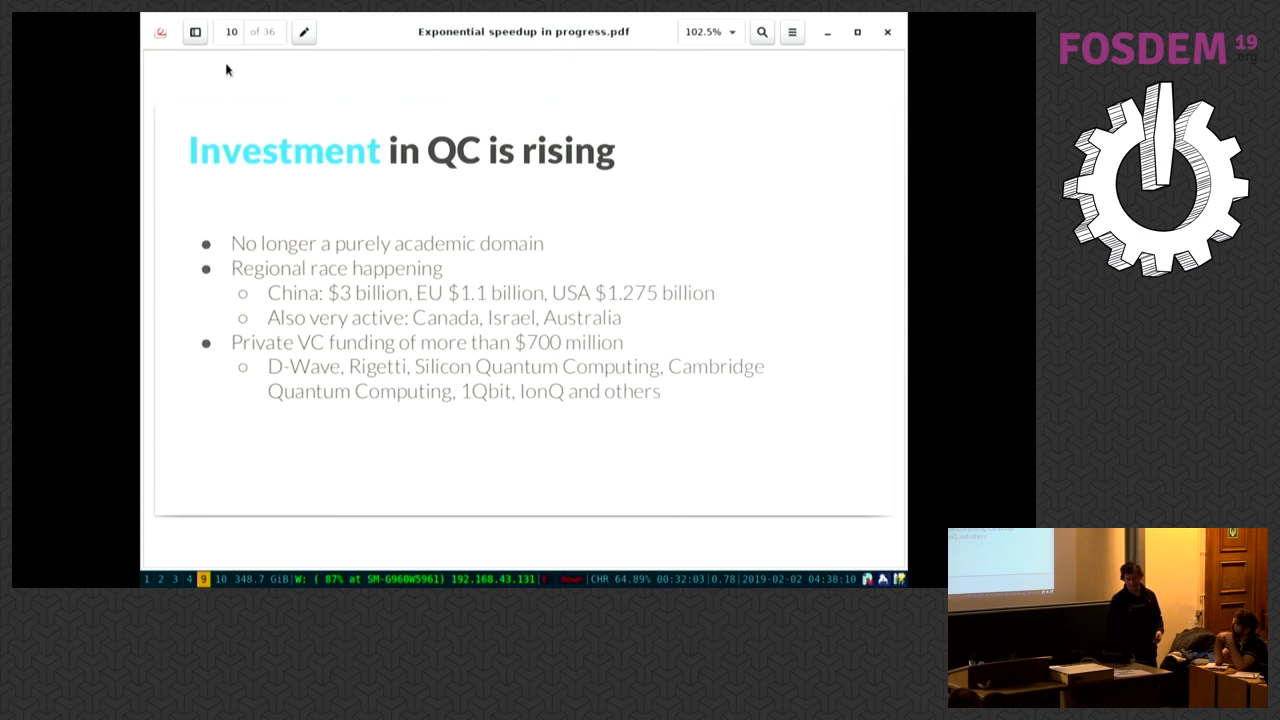 10 of 36
Exponential speedup in progress.pdf
102.5%
FOSDEM 19
.org
Investment in QC is rising
● No longer a purely academic domain
● Regional race happening
○ China: $3 billion, EU $1.1 billion, USA $1.275 billion
○ Also very active: Canada, Israel, Australia
● Private VC funding of more than $700 million
○ D-Wave, Rigetti, Silicon Quantum Computing, Cambridge
Quantum Computing, 1Qbit, IonQ and others
1 2 3 4 9 10 348.7 GiB|W: ( 87% at SM-G960W5961) 192.168.43.131|E: down|CHR 64.89% 00:32:03|0.78|2019-02-02 04:38:10